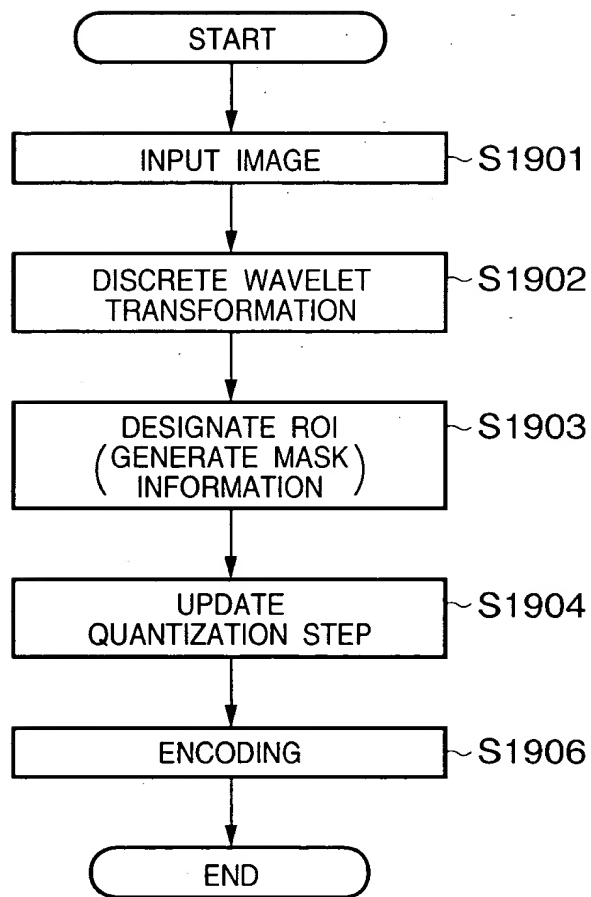 START
INPUT IMAGE
S1901
DISCRETE WAVELET
TRANSFORMATION
S1902
DESIGNATE ROI
(GENERATE MASK)
INFORMATION
S1903
UPDATE
QUANTIZATION STEP
S1904
ENCODING
S1906
END